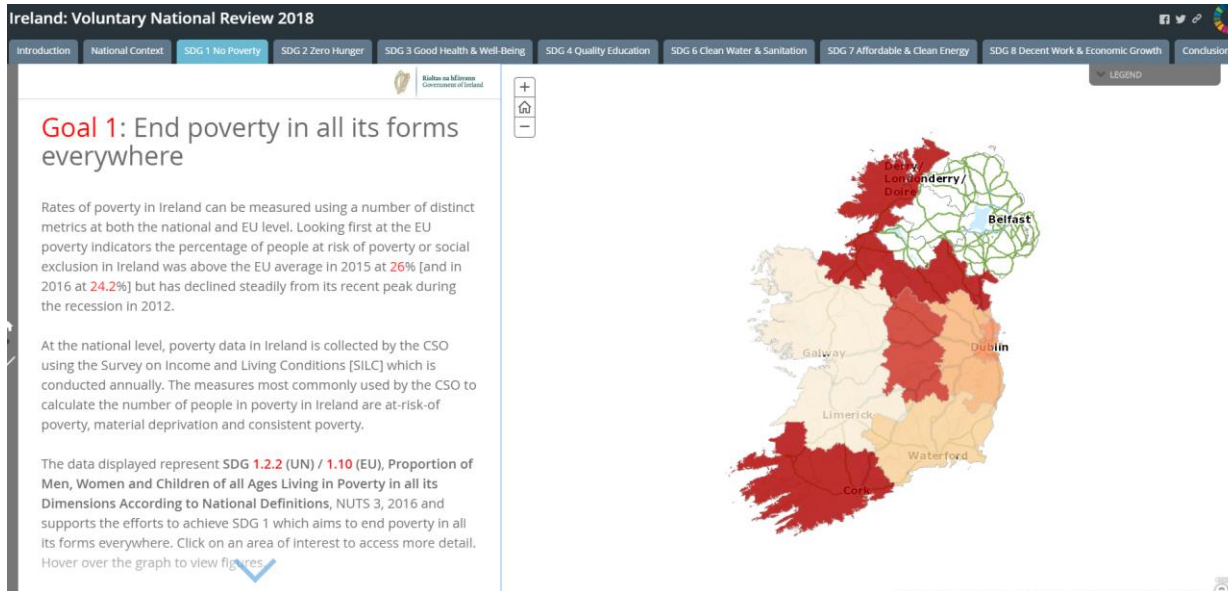 Ireland: Voluntary National Review 2018
Introduction
National Context
SDG 1 No Poverty
SDG 2 Zero Hunger
SDG 3 Good Health & Well-Being
SDG 4 Quality Education
SDG 6 Clean Water & Sanitation
SDG 7 Affordable & Clean Energy
SDG 8 Decent Work & Economic Growth
Conclusion
Rialtas na hÉireann
Government of Ireland
LEGEND
Goal 1: End poverty in all its forms
everywhere
Rates of poverty in Ireland can be measured using a number of distinct
metrics at both the national and EU level. Looking first at the EU
poverty indicators the percentage of people at risk of poverty or social
exclusion in Ireland was above the EU average in 2015 at 26% [and in
2016 at 24.2%] but has declined steadily from its recent peak during
the recession in 2012.
At the national level, poverty data in Ireland is collected by the CSO
using the Survey on Income and Living Conditions [SILC] which is
conducted annually. The measures most commonly used by the CSO to
calculate the number of people in poverty in Ireland are at-risk-of
poverty, material deprivation and consistent poverty.
The data displayed represent SDG 1.2.2 (UN) / 1.10 (EU), Proportion of
Men, Women and Children of all Ages Living in Poverty in all its
Dimensions According to National Definitions, NUTS 3, 2016 and
supports the efforts to achieve SDG 1 which aims to end poverty in all
its forms everywhere. Click on an area of interest to access more detail.
Hover over the graph to view figures.
Derry/
Londonderry/
Doire
Belfast
Galway
Dublin
Limerick
Waterford
Cork